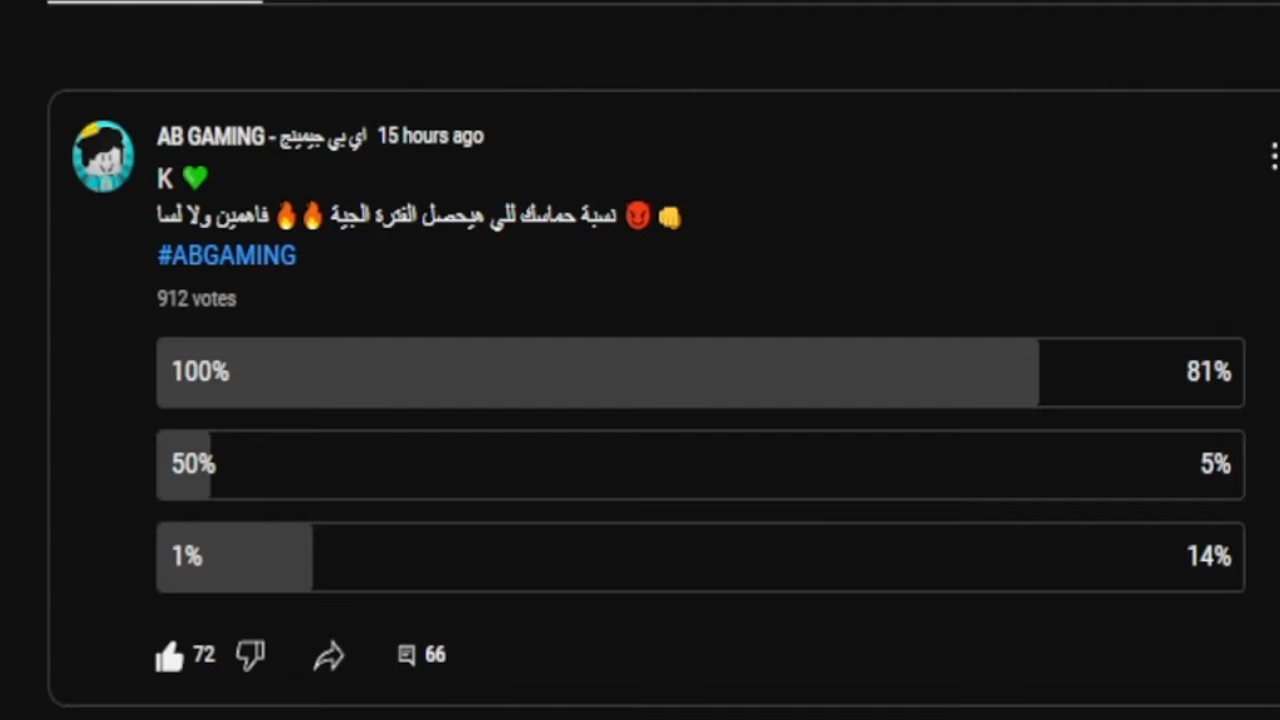 AB GAMING - اي بي جيمينج 15 hours ago
K 💚
نسبة حماسك للي هيحصل الفترة الجية 🔥🔥 فاهمين ولا لسا 😈👊
#ABGAMING
912 votes
100% 81%
50% 5%
1% 14%
72 66